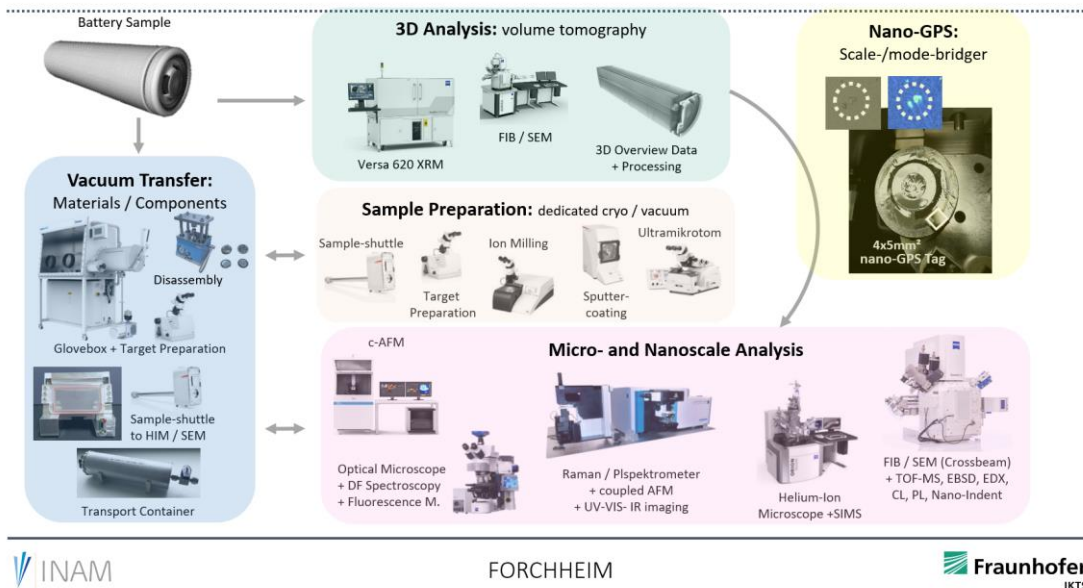 Battery Sample
3D Analysis: volume tomography
Versa 620 XRM
FIB / SEM
3D Overview Data
+ Processing
Nano-GPS:
Scale-/mode-bridger
4x5mm²
nano-GPS Tag
Vacuum Transfer:
Materials / Components
Disassembly
Glovebox + Target Preparation
Sample-shuttle
to HIM / SEM
Transport Container
Sample Preparation: dedicated cryo / vacuum
Sample-shuttle
Target
Preparation
Ion Milling
Sputter-
coating
Ultramikrotom
Micro- and Nanoscale Analysis
c-AFM
Optical Microscope
+ DF Spectroscopy
+ Fluorescence M.
Raman / Plspektrometer
+ coupled AFM
+ UV-VIS- IR imaging
Helium-Ion
Microscope +SIMS
FIB / SEM (Crossbeam)
+ TOF-MS, EBSD, EDX,
CL, PL, Nano-Indent
INAM
FORCHHEIM
Fraunhofer
IKTS